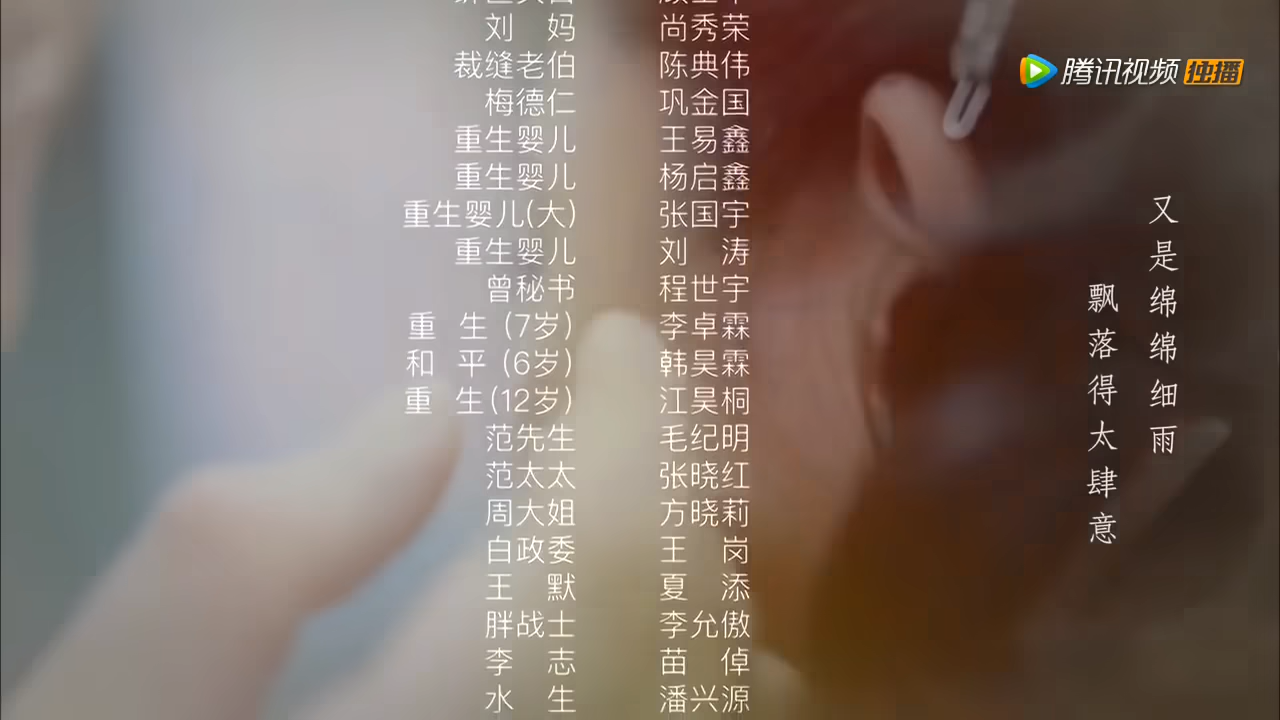 刘 妈 尚秀荣
裁缝老伯 陈典伟
梅德仁 巩金国
重生婴儿 王易鑫
重生婴儿 杨启鑫
重生婴儿(大) 张国宇
重生婴儿 刘 涛
曾秘书 程世宇
重 生 (7岁) 李卓霖
和 平 (6岁) 韩昊霖
重 生(12岁) 江昊桐
范先生 毛纪明
范太太 张晓红
周大姐 方晓莉
白政委 王 岗
王 默 夏 添
胖战士 李允傲
李 志 苗 倬
水 生 潘兴源
腾讯视频 独播
又是绵绵细雨
飘落得太肆意